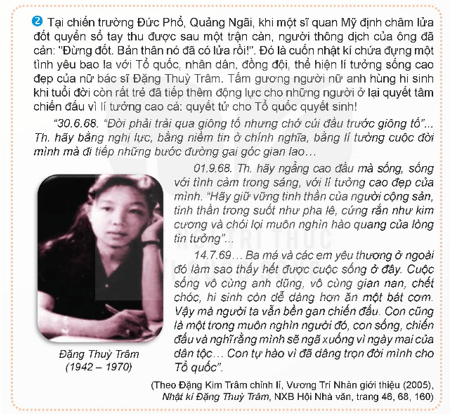 2 Tại chiến trường Đức Phổ, Quảng Ngãi, khi một sĩ quan Mỹ định châm lửa
đốt quyển sổ tay thu được sau một trận càn, người thông dịch của ông đã
cản: "Đừng đốt. Bản thân nó đã có lửa rồi!". Đó là cuốn nhật kí chứa đựng một
tình yêu bao la với Tổ quốc, nhân dân, đồng đội, thể hiện lí tưởng sống cao
đẹp của nữ bác sĩ Đặng Thuỳ Trâm. Tấm gương người nữ anh hùng hi sinh
khi tuổi đời còn rất trẻ đã tiếp thêm động lực cho những người ở lại quyết tâm
chiến đấu vì lí tưởng cao cả: quyết tử cho Tổ quốc quyết sinh!
"30.6.68. "Đời phải trải qua giông tố nhưng chớ cúi đầu trước giông tố"...
Th. hãy bằng nghị lực, bằng niềm tin ở chính nghĩa, bằng lí tưởng cuộc đời
mình mà đi tiếp những bước đường gai góc gian lao…
01.9.68. Th. hãy ngẩng cao đầu mà sống, sống
với tình cảm trong sáng, với lí tưởng cao đẹp của
mình. "Hãy giữ vững tinh thần của người cộng sản,
tinh thần trong suốt như pha lê, cứng rắn như kim
cương và chói lọi muôn nghìn hào quang của lòng
tin tưởng"...
14.7.69… Ba má và các em yêu thương ở ngoài
đó làm sao thấy hết được cuộc sống ở đây. Cuộc
sống vô cùng anh dũng, vô cùng gian nan, chết
chóc, hi sinh còn dễ dàng hơn ăn một bát cơm.
Vậy mà người ta vẫn bền gan chiến đấu. Con cũng
là một trong muôn nghìn người đó, con sống, chiến
đấu và nghĩ rằng mình sẽ ngã xuống vì ngày mai của
dân tộc… Con tự hào vì đã dâng trọn đời mình cho
Tổ quốc".
Đặng Thuỳ Trâm
(1942 – 1970)
(Theo Đặng Kim Trâm chỉnh lí, Vương Trí Nhàn giới thiệu (2005),
Nhật kí Đặng Thuỳ Trâm, NXB Hội Nhà văn, trang 46, 68, 160)